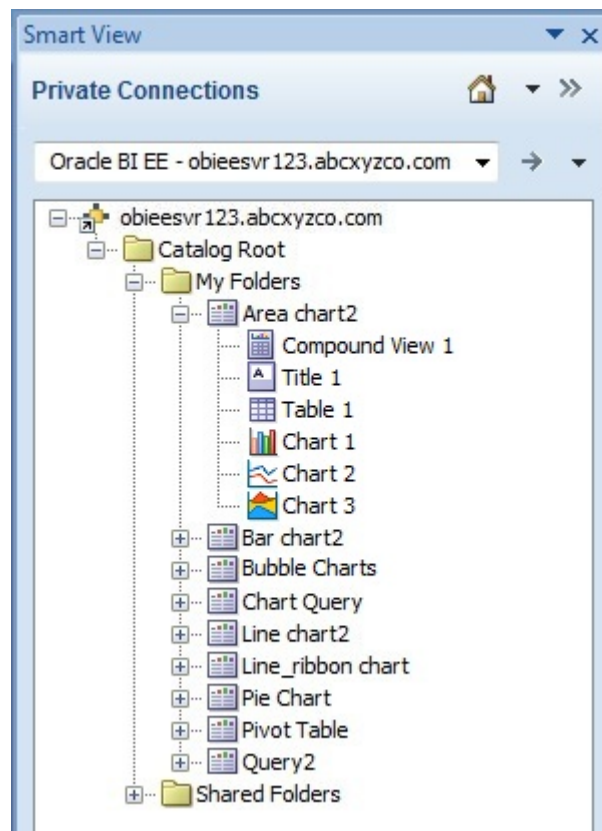 Smart View
Private Connections
Oracle BI EE - obieesvr123.abcxyzco.com
obieesvr123.abcxyzco.com
Catalog Root
My Folders
Area chart2
Compound View 1
Title 1
Table 1
Chart 1
Chart 2
Chart 3
Bar chart2
Bubble Charts
Chart Query
Line chart2
Line_ribbon chart
Pie Chart
Pivot Table
Query2
Shared Folders